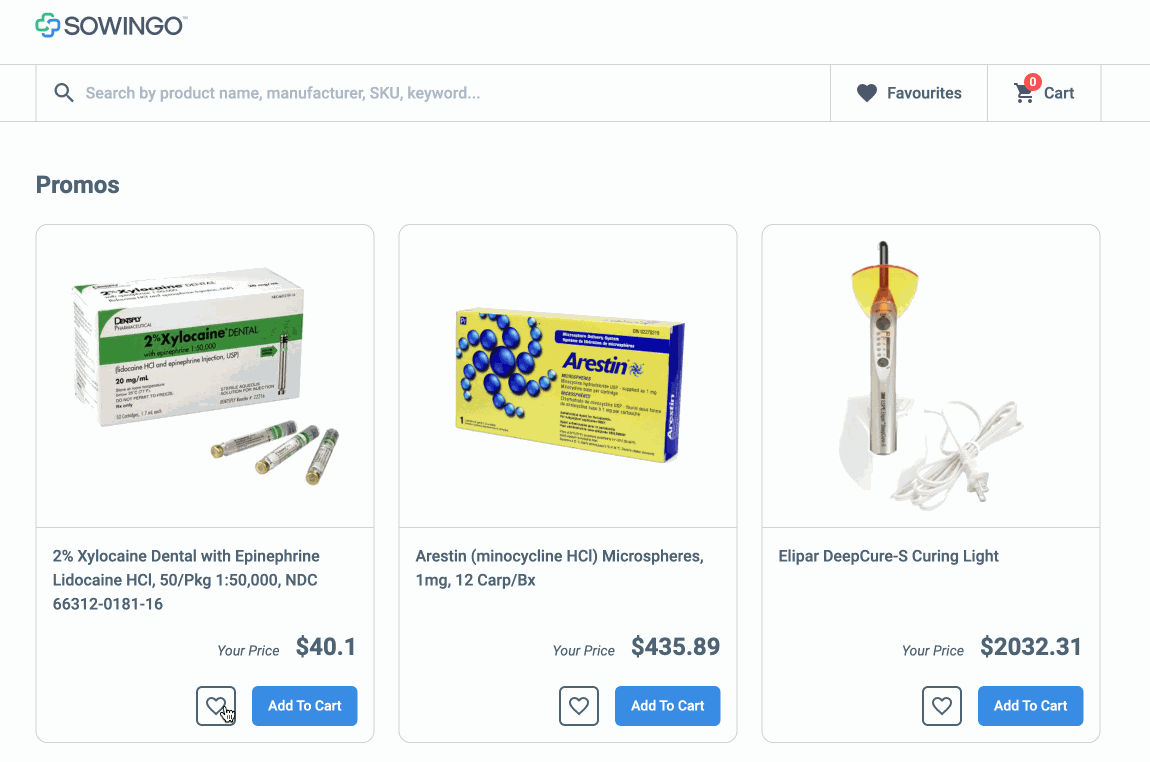 SOWINGO
Search by product name, manufacturer, SKU, keyword...
Favourites
0
Cart
Promos
DENTSPLY
PHARMACEUTICAL
2% Xylocaine DENTAL
with epinephrine 1:50,000
(lidocaine HCl and epinephrine Injection, USP)
20 mg/mL
Rx only
Arestin
MICROSPHERES
Arestin
2% Xylocaine Dental with Epinephrine
Lidocaine HCl, 50/Pkg 1:50,000, NDC
66312-0181-16
Your Price $40.1
Add To Cart
Arestin (minocycline HCl) Microspheres,
1mg, 12 Carp/Bx
Your Price $435.89
Add To Cart
Elipar DeepCure-S Curing Light
Your Price $2032.31
Add To Cart